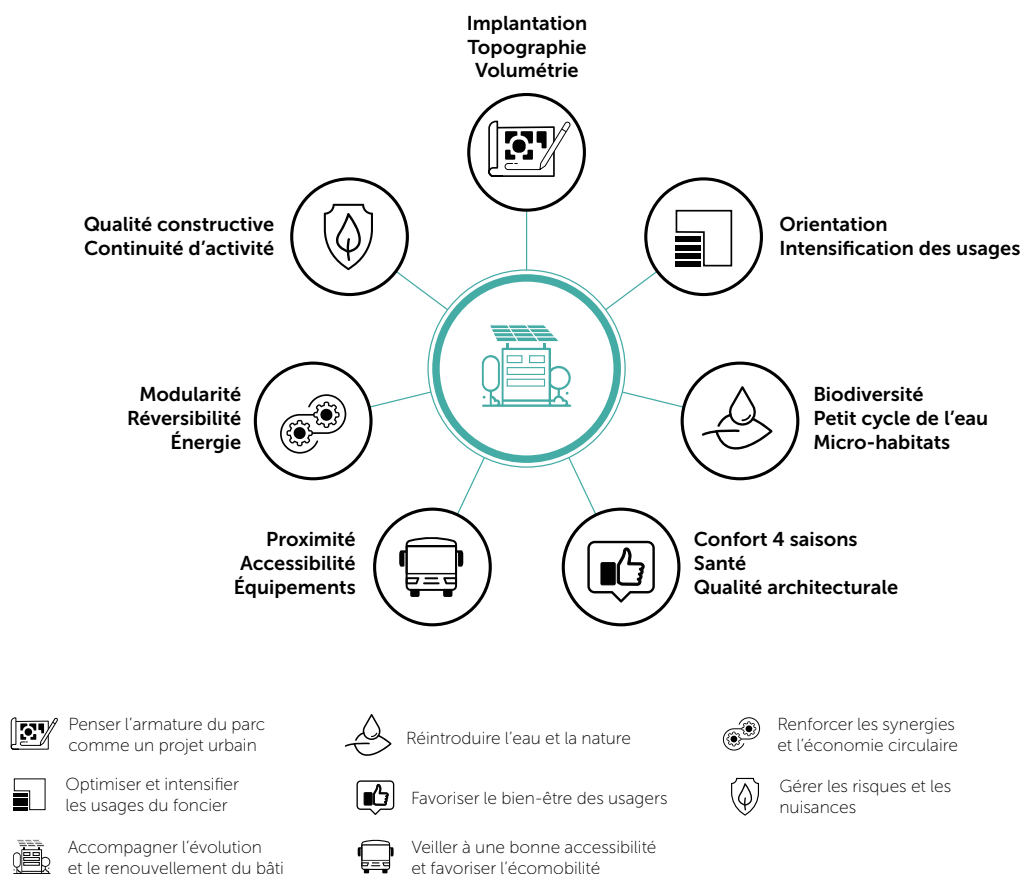 Implantation
Topographie
Volumétrie
Qualité constructive
Continuité d'activité
Orientation
Intensification des usages
Modularité
Réversibilité
Énergie
Biodiversité
Petit cycle de l'eau
Micro-habitats
Proximité
Accessibilité
Équipements
Confort 4 saisons
Santé
Qualité architecturale
Penser l'armature du parc
comme un projet urbain
Réintroduire l'eau et la nature
Renforcer les synergies
et l'économie circulaire
Optimiser et intensifier
les usages du foncier
Favoriser le bien-être des usagers
Gérer les risques et les
nuisances
Accompagner l'évolution
et le renouvellement du bâti
Veiller à une bonne accessibilité
et favoriser l'écomobilité